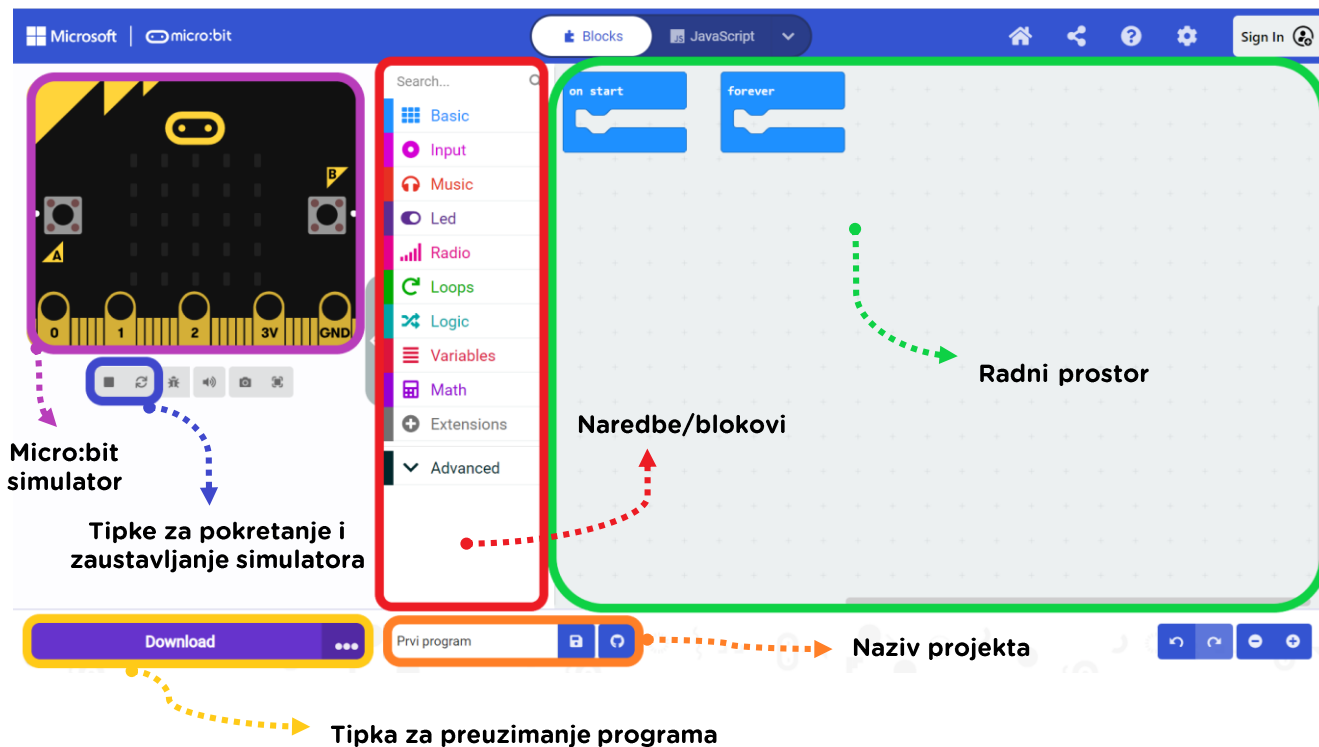 Microsoft
micro:bit
Blocks
JS JavaScript
Sign In
Search...
Basic
Input
Music
Led
Radio
Loops
Logic
Variables
Math
Extensions
Advanced
on start
forever
A
B
0 1 2 3V GND
Micro:bit
simulator
Tipke za pokretanje i
zaustavljanje simulatora
Naredbe/blokovi
Radni prostor
Download
Prvi program
Naziv projekta
Tipka za preuzimanje programa